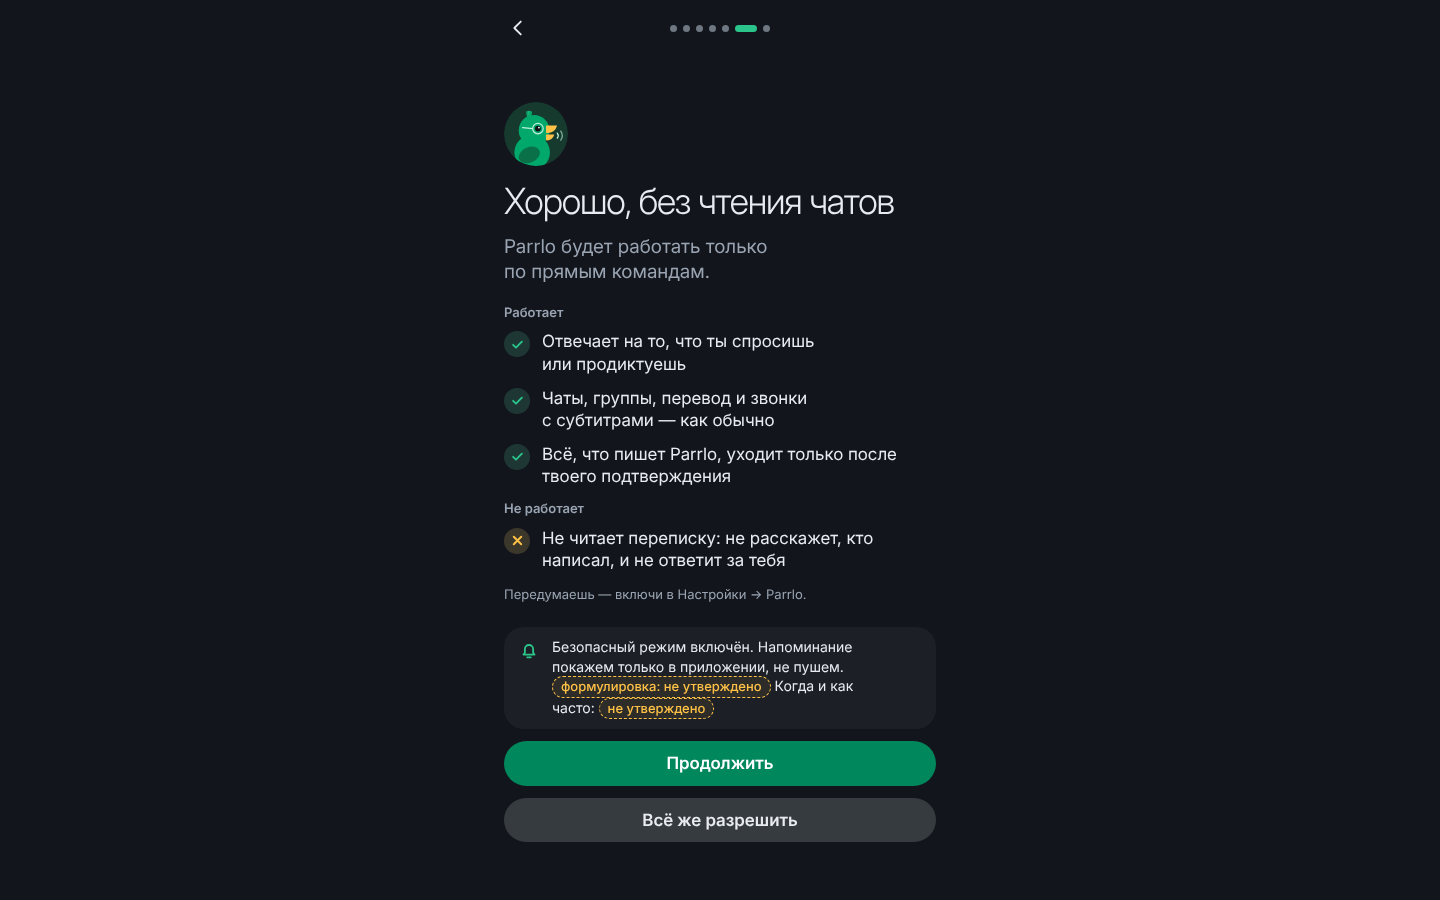 Хорошо, без чтения чатов
Parrlo будет работать только
по прямым командам.
Работает
Отвечает на то, что ты спросишь
или продиктуешь
Чаты, группы, перевод и звонки
с субтитрами — как обычно
Всё, что пишет Parrlo, уходит только после
твоего подтверждения
Не работает
Не читает переписку: не расскажет, кто
написал, и не ответит за тебя
Передумаешь — включи в Настройки → Parrlo.
Безопасный режим включён. Напоминание
покажем только в приложении, не пушем.
формулировка: не утверждено Когда и как
часто: не утверждено
Продолжить
Всё же разрешить